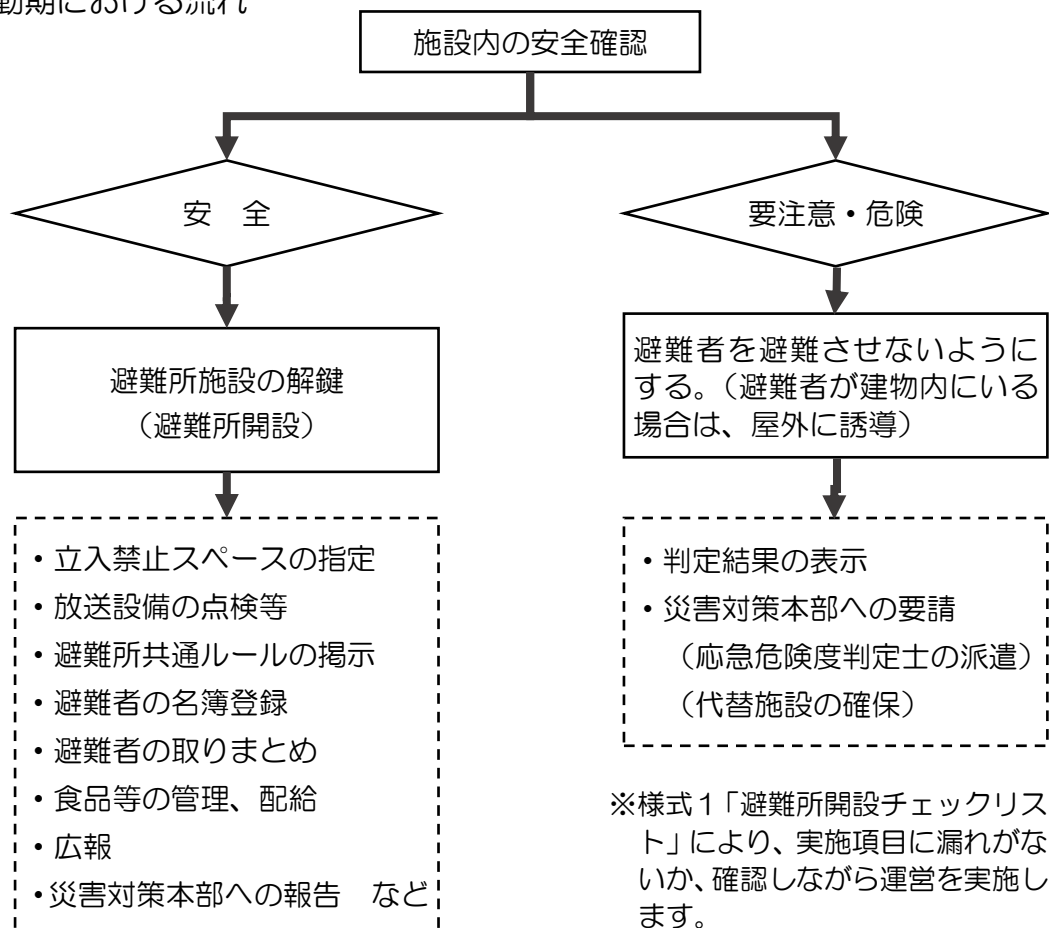 動期における流れ
施設内の安全確認
安　全
避難所施設の解鍵
（避難所開設）
・立入禁止スペースの指定
・放送設備の点検等
・避難所共通ルールの掲示
・避難者の名簿登録
・避難者の取りまとめ
・食品等の管理、配給
・広報
・災害対策本部への報告　など
要注意・危険
避難者を避難させないように
する。（避難者が建物内にいる
場合は、屋外に誘導）
・判定結果の表示
・災害対策本部への要請
（応急危険度判定士の派遣）
（代替施設の確保）
※様式１「避難所開設チェックリス
ト」により、実施項目に漏れがな
いか、確認しながら運営を実施し
ます。